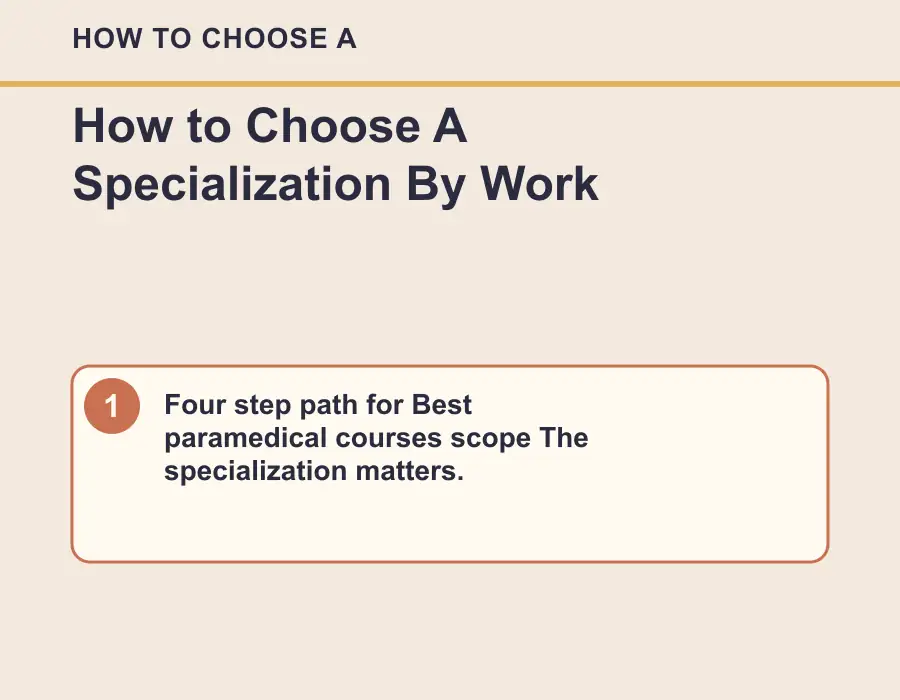 HOW TO CHOOSE A
How to Choose A
Specialization By Work
1
Four step path for Best
paramedical courses scope The
specialization matters.